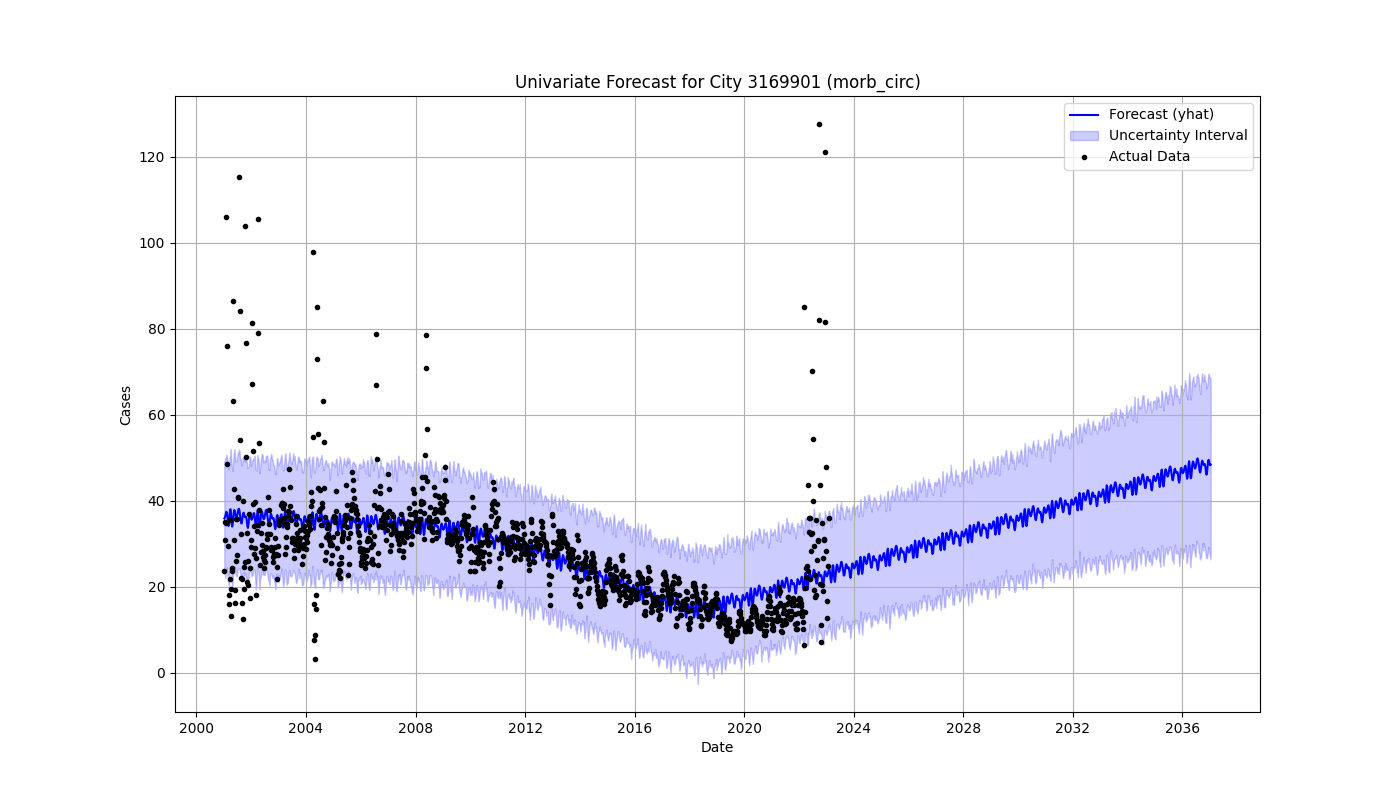 Univariate Forecast for City 3169901 (morb_circ)
Forecast (yhat)
Uncertainty Interval
Actual Data
120
100
80
60
40
20
0
Cases
2000 2004 2008 2012 2016 2020 2024 2028 2032 2036
Date